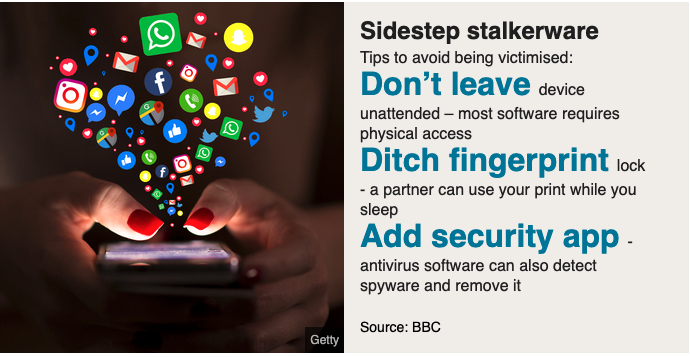 Sidestep stalkerware
Tips to avoid being victimised:
Don’t leave device
unattended – most software requires
physical access
Ditch fingerprint lock
- a partner can use your print while you
sleep
Add security app -
antivirus software can also detect
spyware and remove it
Source: BBC
Getty